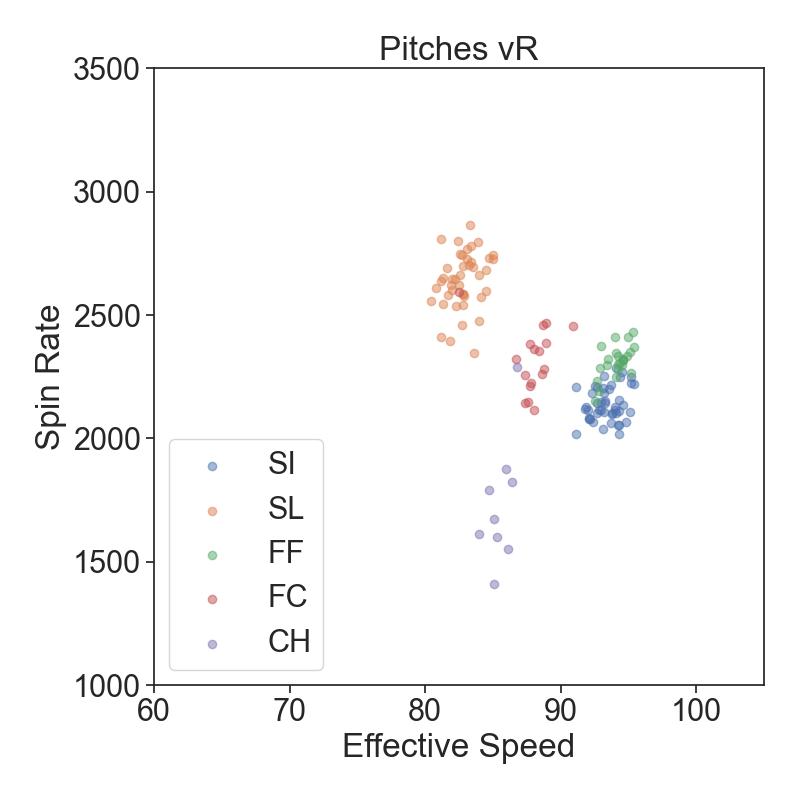 Pitches vR
3500
3000
2500
2000
1500
1000
Spin Rate
SI
SL
FF
FC
CH
60 70 80 90 100
Effective Speed